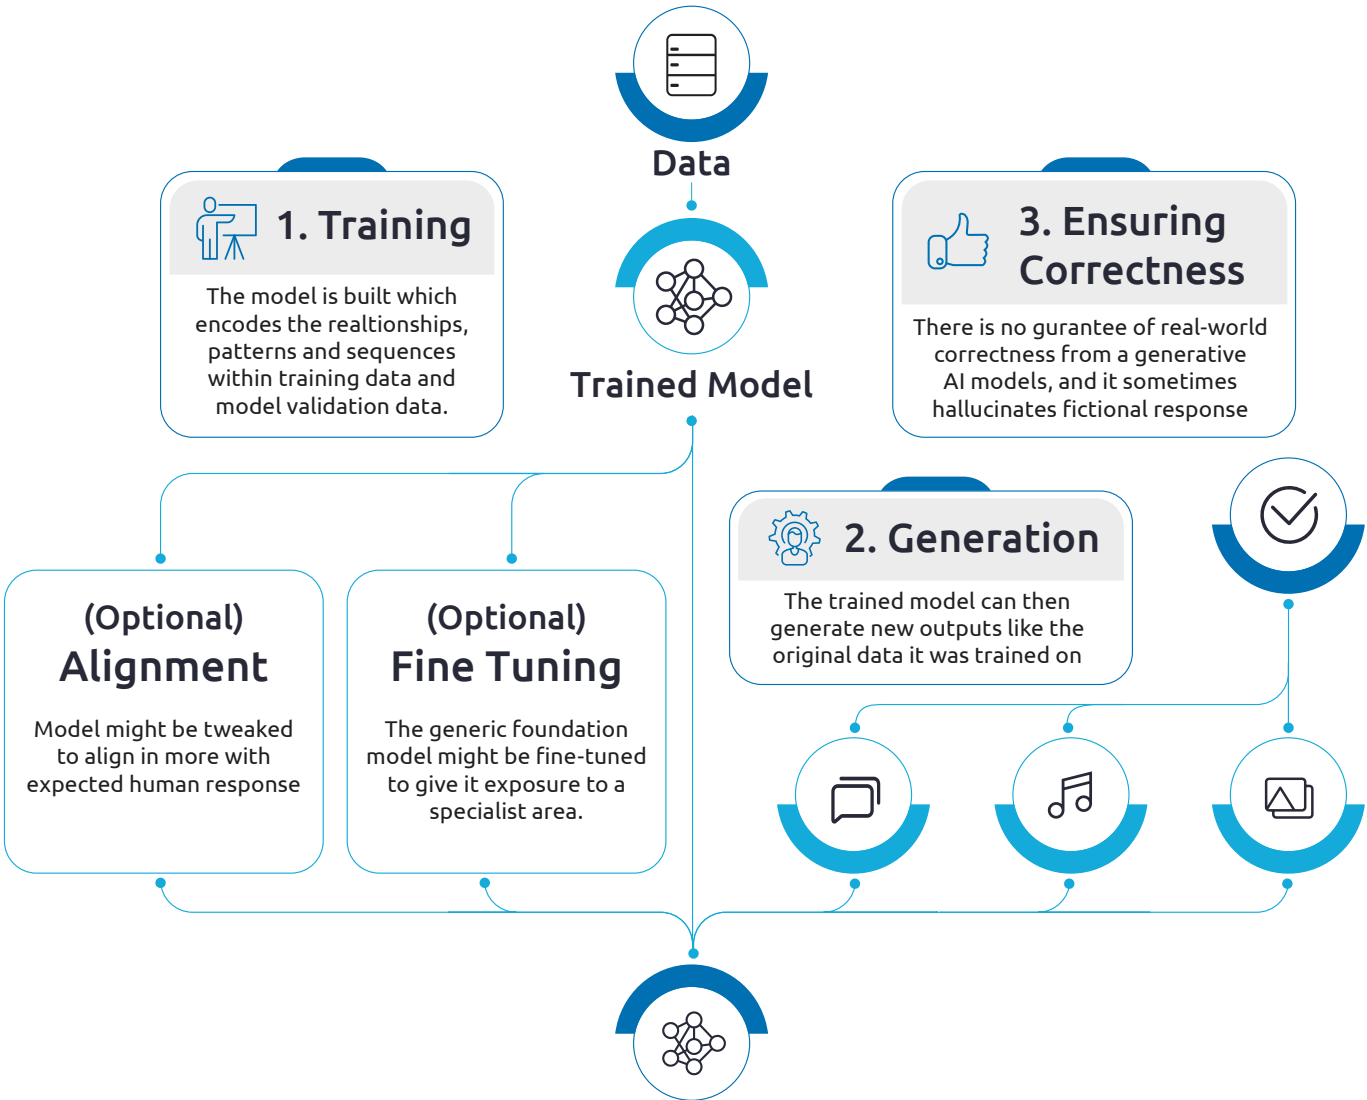 Data
1. Training
The model is built which
encodes the realtionships,
patterns and sequences
within training data and
model validation data.
Trained Model
3. Ensuring
Correctness
There is no gurantee of real-world
correctness from a generative
AI models, and it sometimes
hallucinates fictional response
2. Generation
The trained model can then
generate new outputs like the
original data it was trained on
(Optional)
Alignment
Model might be tweaked
to align in more with
expected human response
(Optional)
Fine Tuning
The generic foundation
model might be fine-tuned
to give it exposure to a
specialist area.